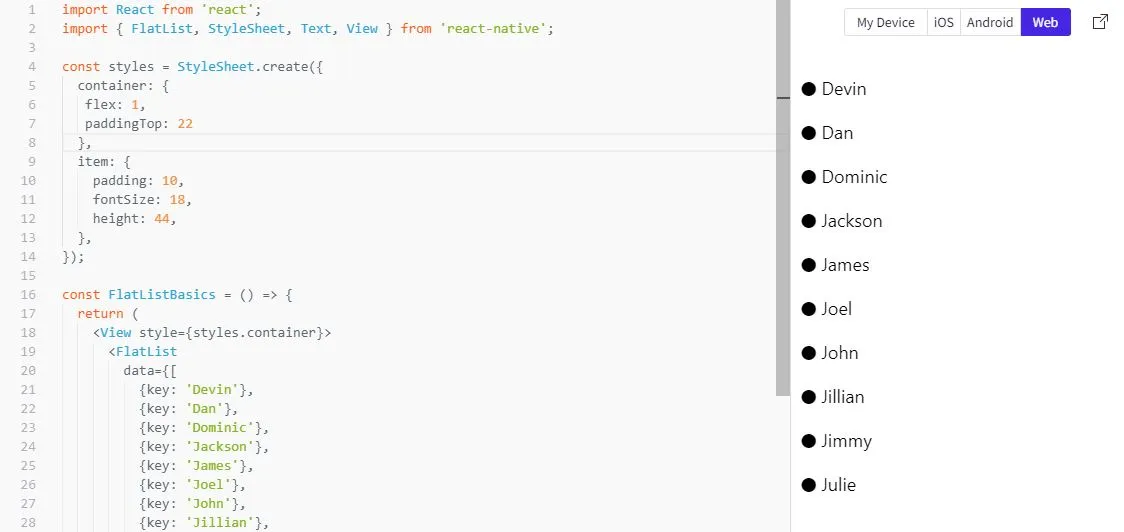 1 import React from 'react';
2 import { FlatList, StyleSheet, Text, View } from 'react-native';
3
4 const styles = StyleSheet.create({
5 container: {
6 flex: 1,
7 paddingTop: 22
8 },
9 item: {
10 padding: 10,
11 fontSize: 18,
12 height: 44,
13 },
14 });
15
16 const FlatListBasics = () => {
17 return (
18 <View style={styles.container}>
19 <FlatList
20 data={[
21 {key: 'Devin'},
22 {key: 'Dan'},
23 {key: 'Dominic'},
24 {key: 'Jackson'},
25 {key: 'James'},
26 {key: 'Joel'},
27 {key: 'John'},
28 {key: 'Jillian'},
My Device iOS Android Web
● Devin
● Dan
● Dominic
● Jackson
● James
● Joel
● John
● Jillian
● Jimmy
● Julie